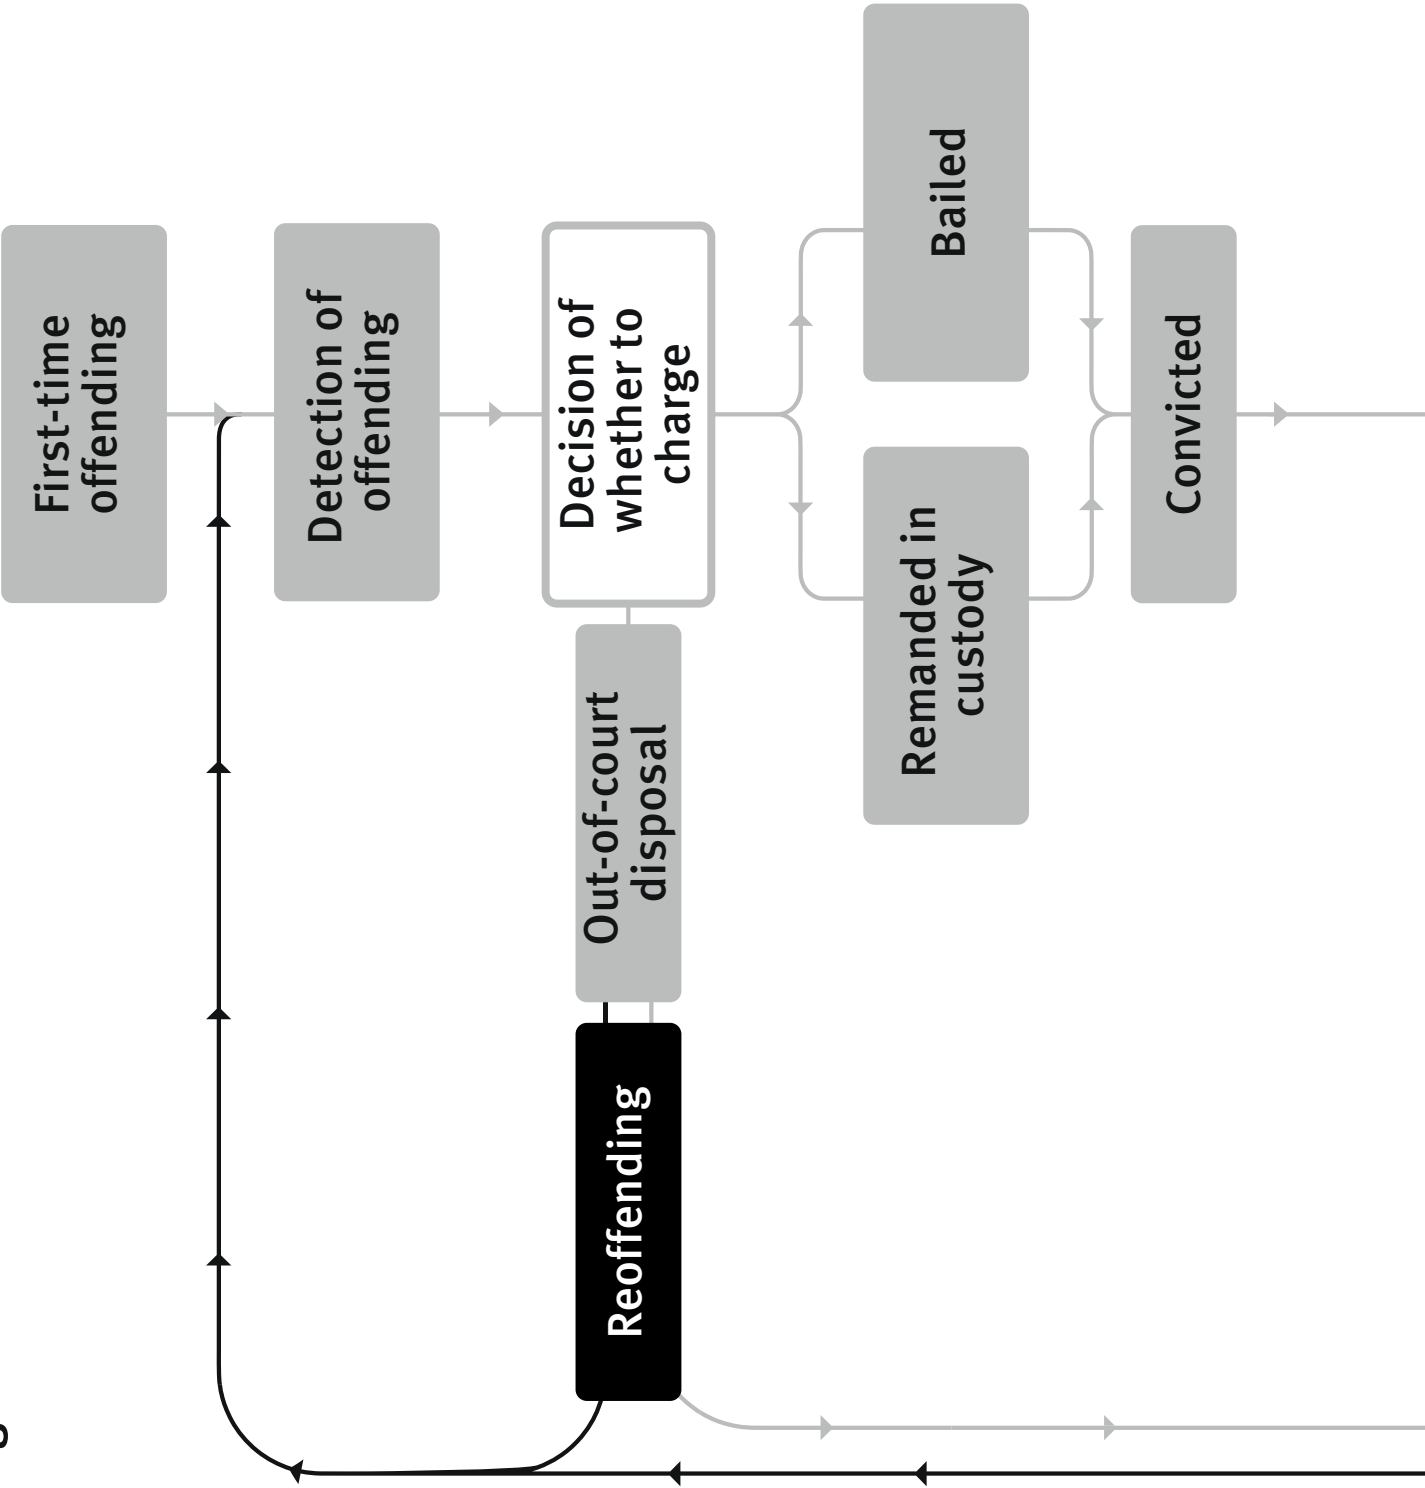 First-time
offending
Detection of
offending
Decision of
whether to
charge
Out-of-court
disposal
Reoffending
Bailed
Remanded in
custody
Convicted